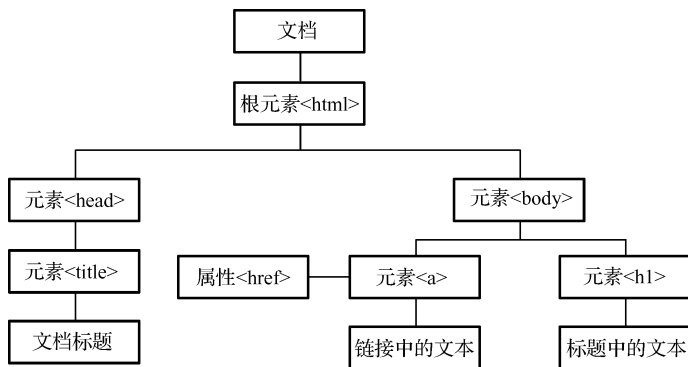 文档
根元素<html>
元素<head>
元素<body>
元素<title>
属性<href>
元素<a>
元素<h1>
文档标题
链接中的文本
标题中的文本